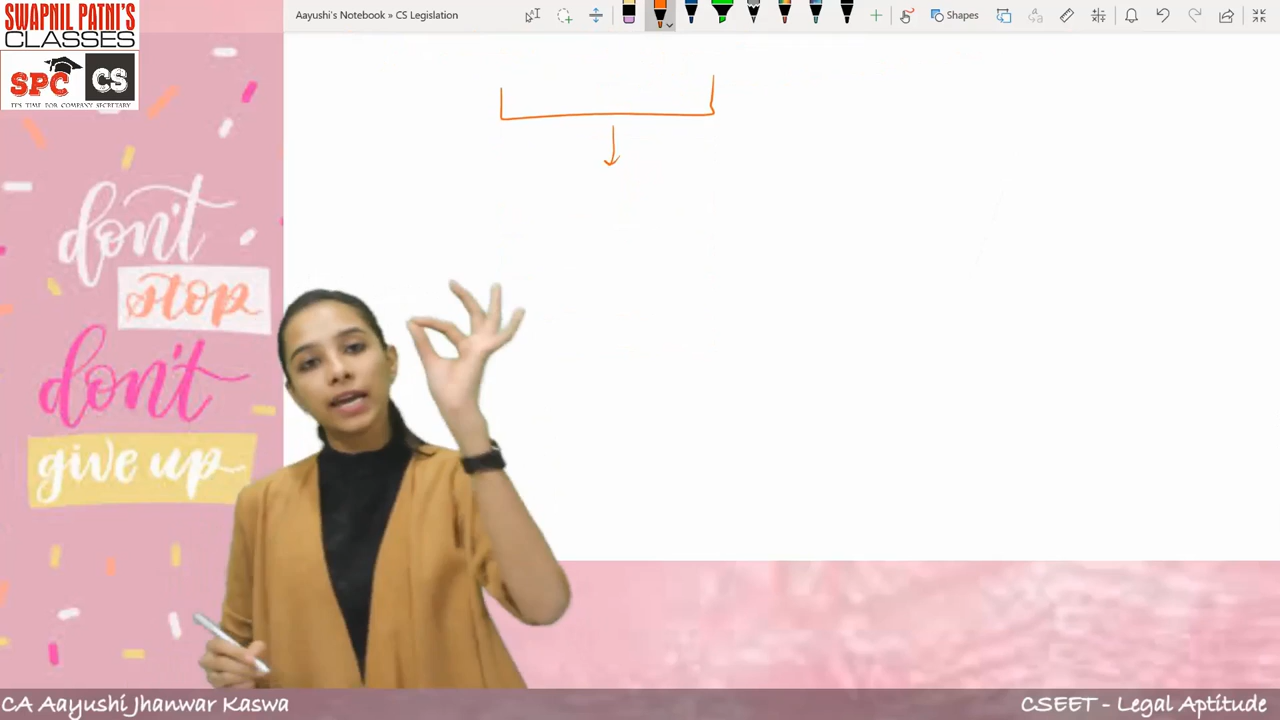 SWAPNIL PATNI'S
CLASSES
SPC CS
IT'S TIME FOR COMPANY SECRETARY
Aayushi's Notebook » CS Legislation
Shapes
don't
stop
don't
give up
CA Aayushi Jhanwar Kaswa
CSEET - Legal Aptitude